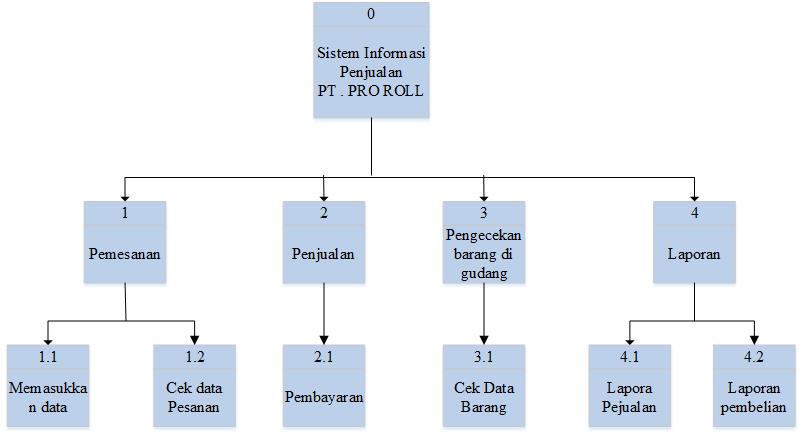 0
Sistem Informasi
Penjualan
PT . PRO ROLL
1
Pemesanan
2
Penjualan
3
Pengecekan
barang di
gudang
4
Laporan
1.1
Memasukka
n data
1.2
Cek data
Pesanan
2.1
Pembayaran
3.1
Cek Data
Barang
4.1
Lapora
Pejualan
4.2
Laporan
pembelian